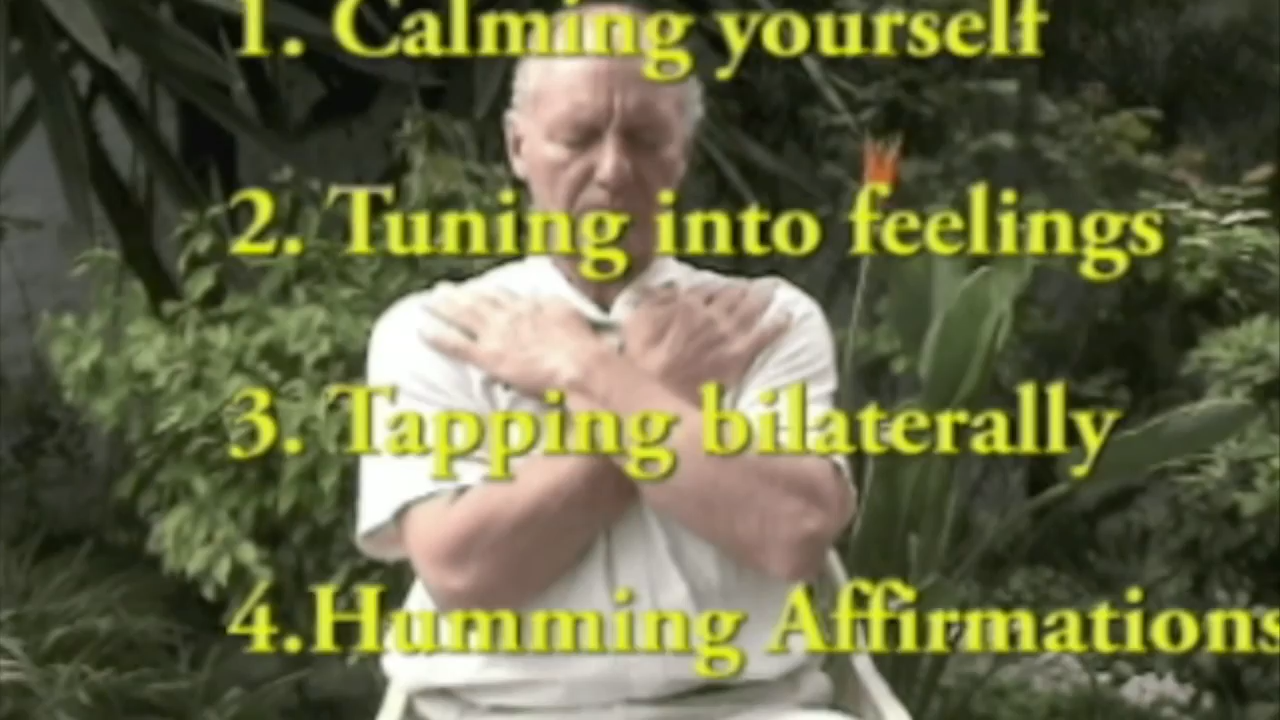 1. Calming yourself
2. Tuning into feelings
3. Tapping bilaterally
4.Humming Affirmations